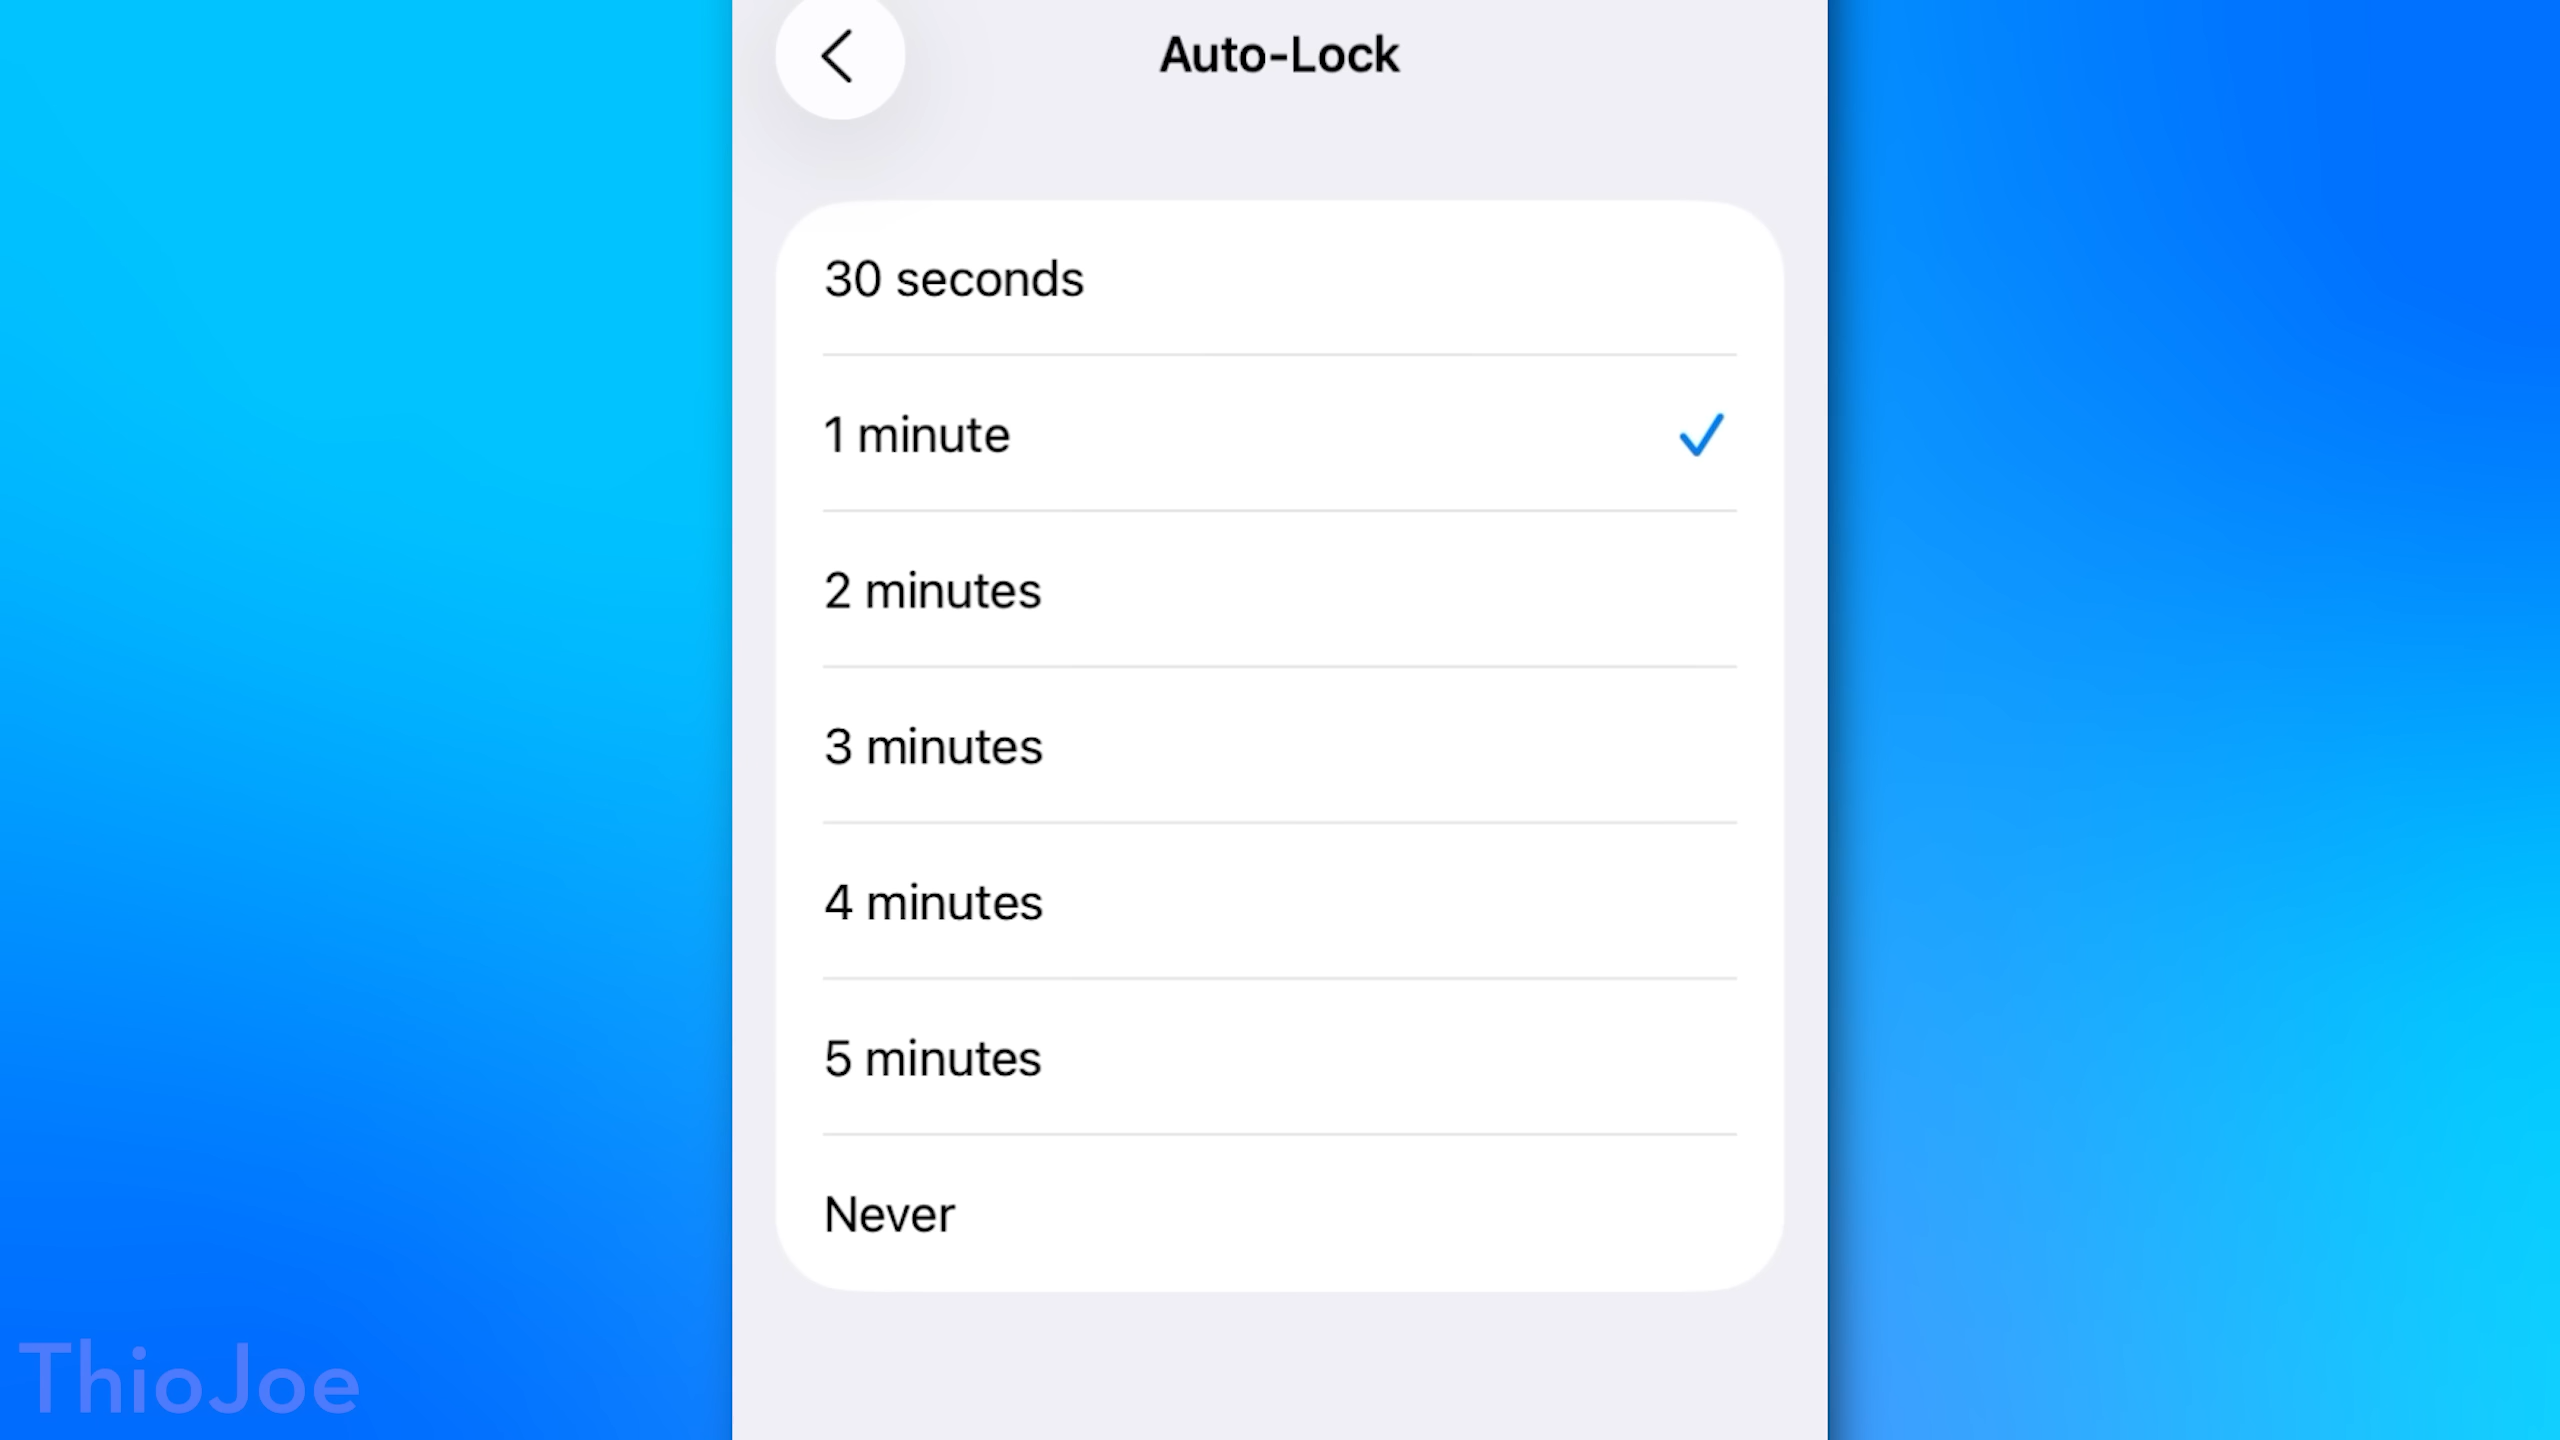 Auto-Lock
30 seconds
1 minute
2 minutes
3 minutes
4 minutes
5 minutes
Never
ThioJoe